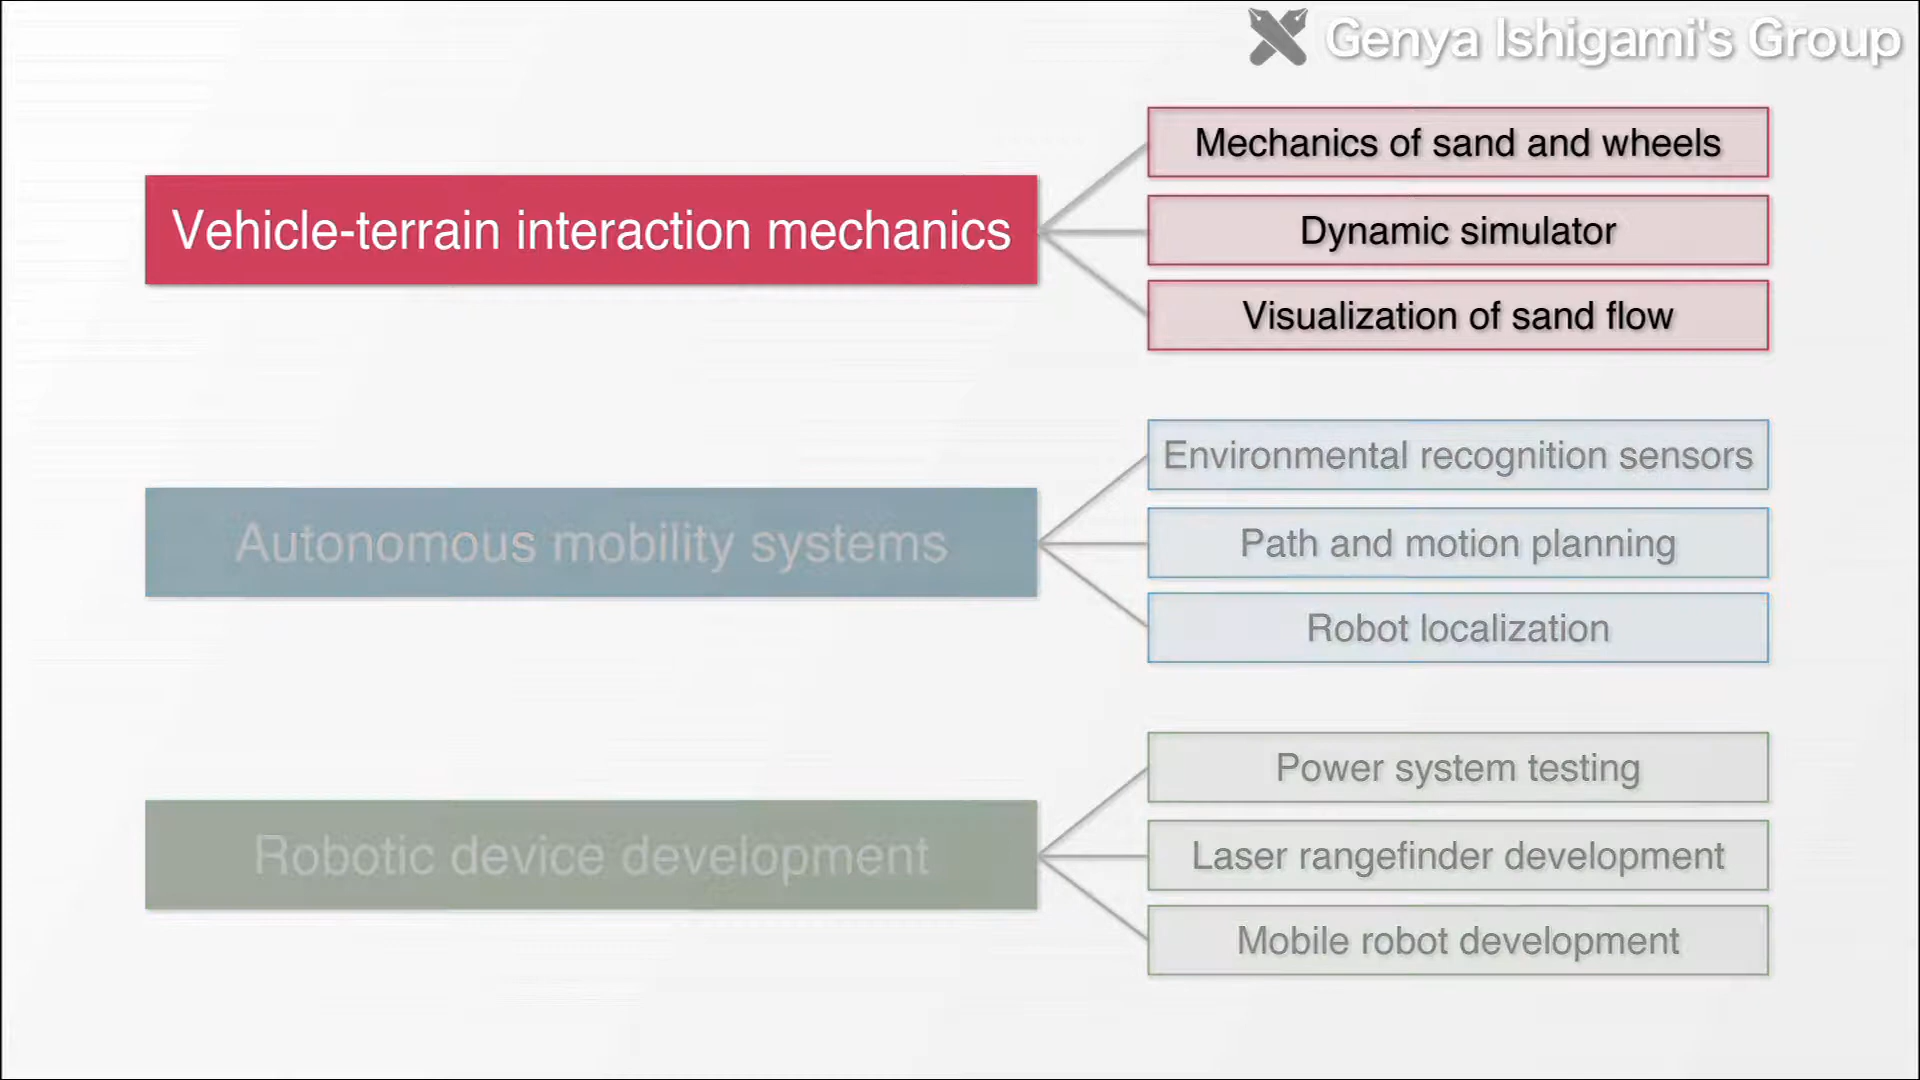 Genya Ishigami's Group
Vehicle-terrain interaction mechanics
Mechanics of sand and wheels
Dynamic simulator
Visualization of sand flow
Autonomous mobility systems
Environmental recognition sensors
Path and motion planning
Robot localization
Robotic device development
Power system testing
Laser rangefinder development
Mobile robot development